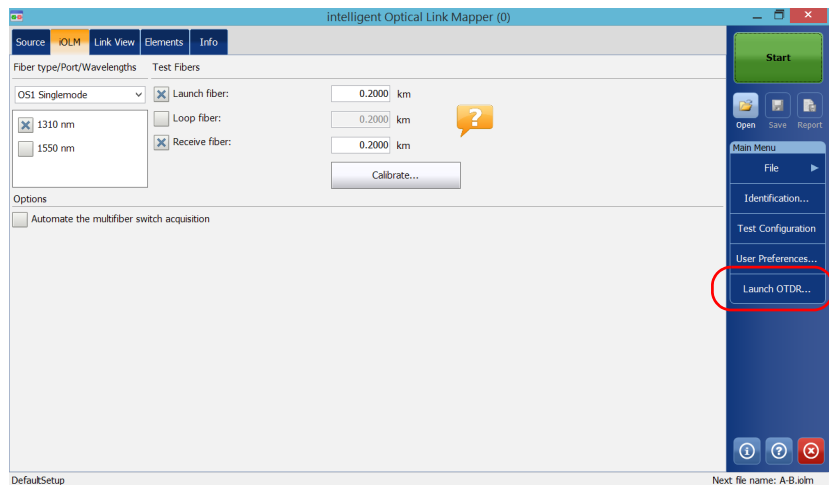 intelligent Optical Link Mapper (0)
Source iOLM Link View Elements Info
Fiber type/Port/Wavelengths Test Fibers
OS1 Singlemode
1310 nm
1550 nm
Launch fiber: 0.2000 km
Loop fiber: 0.2000 km
Receive fiber: 0.2000 km
?
Calibrate...
Options
Automate the multifiber switch acquisition
Start
Open Save Report
Main Menu
File
Identification...
Test Configuration
User Preferences...
Launch OTDR...
DefaultSetup
Next file name: A-B.iolm